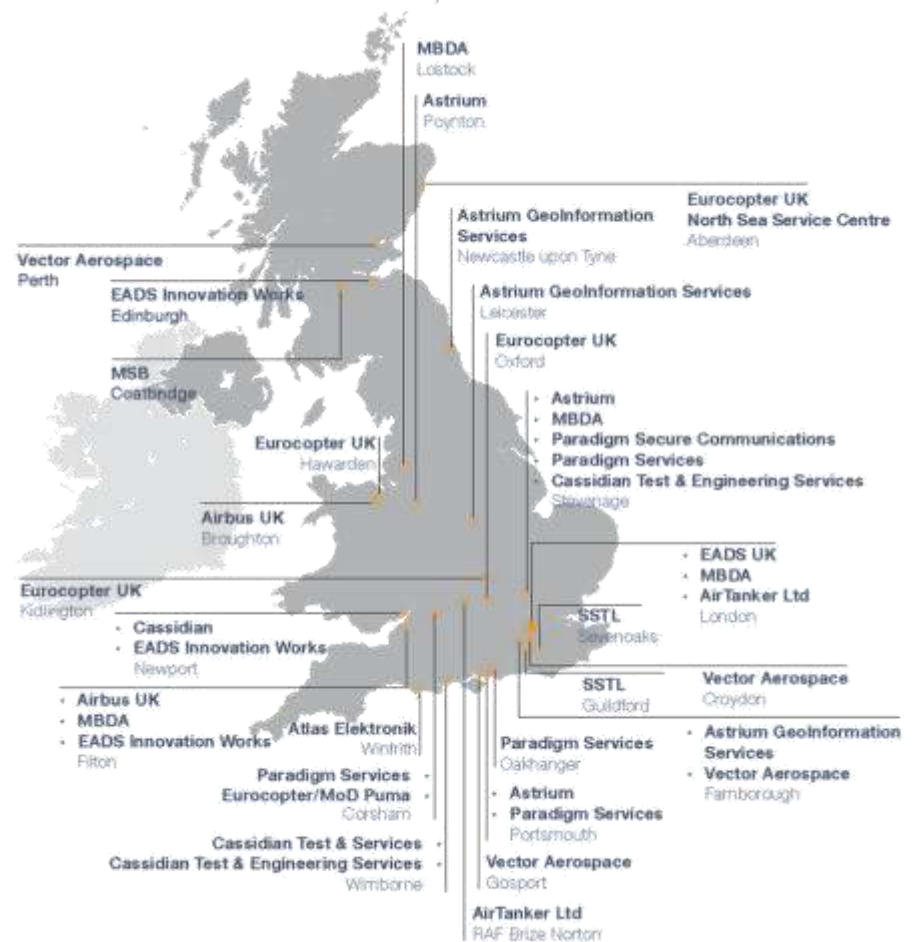 MBDA
Lostock
Astrium
Poynton
Eurocopter UK
North Sea Service Centre
Aberdeen
Astrium GeoInformation
Services
Newcastle upon Tyne
Vector Aerospace
Perth
EADS Innovation Works
Edinburgh
Astrium GeoInformation Services
Leicester
Eurocopter UK
Oxford
MSB
Coatbridge
• Astrium
• MBDA
• Paradigm Secure Communications
• Paradigm Services
• Cassidian Test & Engineering Services
Stevenage
Eurocopter UK
Hawarden
Airbus UK
Broughton
• EADS UK
• MBDA
• AirTanker Ltd
London
Eurocopter UK
Kidlington
SSTL
Sevenoaks
• Cassidian
• EADS Innovation Works
Newport
SSTL
Guildford
Vector Aerospace
Croydon
• Airbus UK
• MBDA
• EADS Innovation Works
Filton
Atlas Elektronik
Winfrith
Paradigm Services
Oakhanger
• Astrium GeoInformation
Services
• Vector Aerospace
Farnborough
Paradigm Services •
Eurocopter/MoD Puma •
Corsham
• Astrium
• Paradigm Services
Portsmouth
Cassidian Test & Services •
Cassidian Test & Engineering Services •
Wimborne
Vector Aerospace
Gosport
AirTanker Ltd
RAF Brize Norton